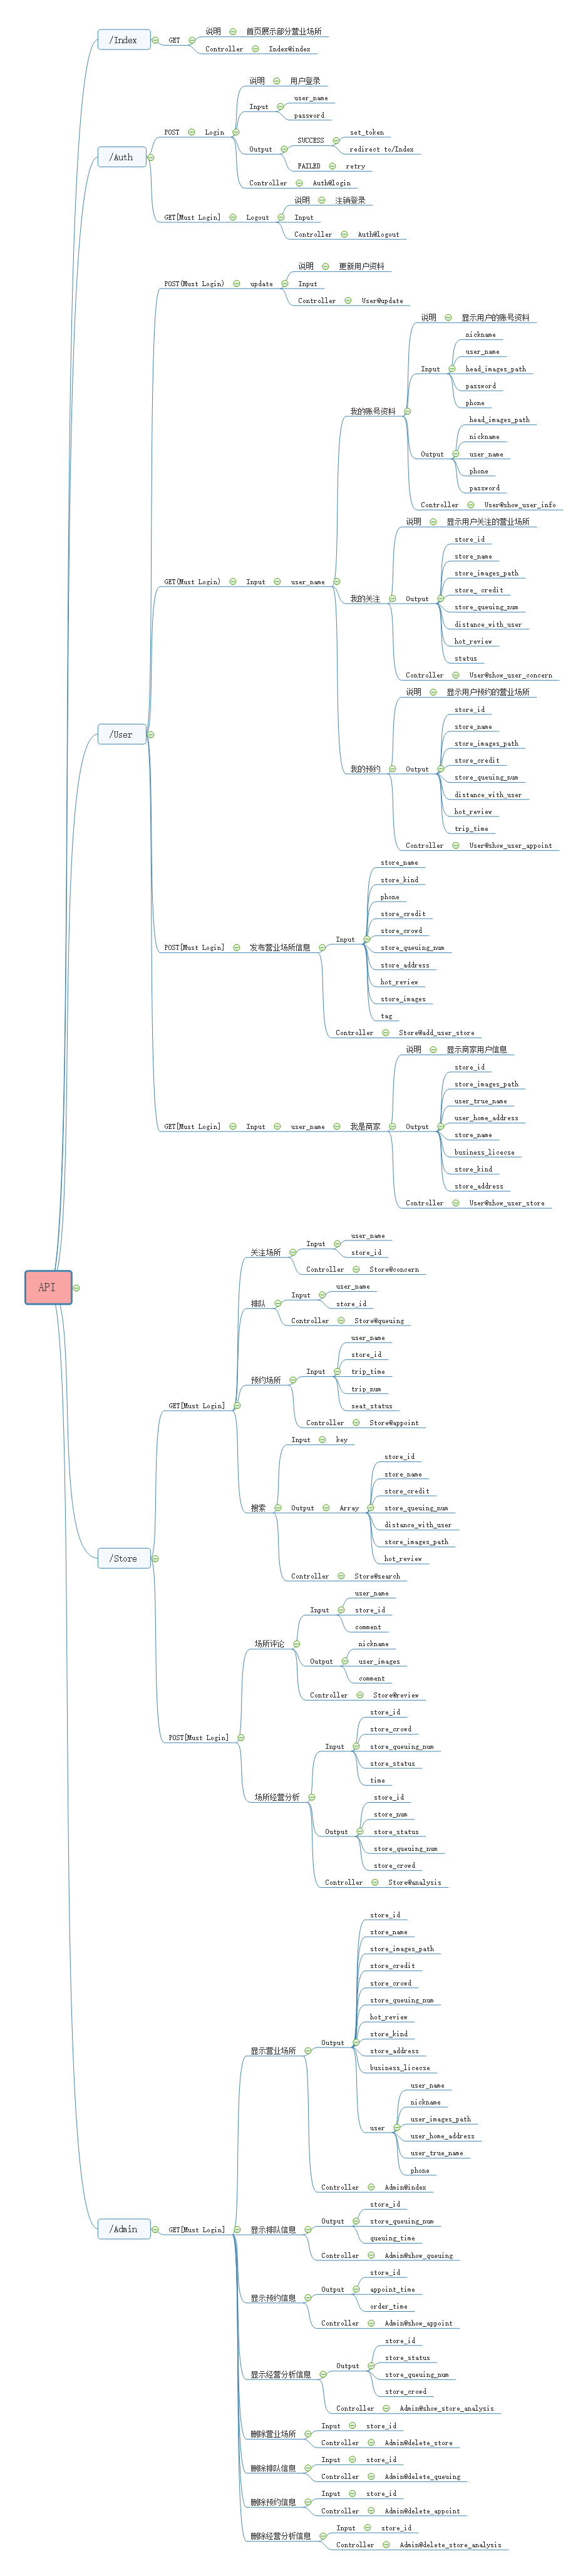 API
/Index
GET
说明
首页展示部分营业场所
Controller
Index@index
/Auth
POST
Login
说明
用户登录
Input
user_name
password
Output
SUCCESS
set_token
redirect to/Index
FAILED
retry
Controller
Auth@login
GET[Must Login]
Logout
说明
注销登录
Input
Controller
Auth@logout
/User
POST(Must Login)
update
说明
更新用户资料
Input
Controller
User@update
GET(Must Login)
Input
user_name
我的账号资料
说明
显示用户的账号资料
Input
nickname
user_name
head_images_path
password
phone
Output
head_images_path
nickname
user_name
phone
password
Controller
User@show_user_info
我的关注
说明
显示用户关注的营业场所
Output
store_id
store_name
store_images_path
store_ credit
store_queuing_num
distance_with_user
hot_review
status
Controller
User@show_user_concern
我的预约
说明
显示用户预约的营业场所
Output
store_id
store_name
store_images_path
store_credit
store_queuing_num
distance_with_user
hot_review
trip_time
Controller
User@show_user_appoint
POST[Must Login]
发布营业场所信息
Input
store_name
store_kind
phone
store_credit
store_crowd
store_queuing_num
store_address
hot_review
store_images
tag
Controller
Store@add_user_store
GET[Must Login]
Input
user_name
我是商家
说明
显示商家用户信息
Output
store_id
store_images_path
user_true_name
user_home_address
store_name
business_licecse
store_kind
store_address
Controller
User@show_user_store
/Store
GET[Must Login]
关注场所
Input
user_name
store_id
Controller
Store@concern
排队
Input
user_name
store_id
Controller
Store@queuing
预约场所
Input
user_name
store_id
trip_time
trip_num
seat_status
Controller
Store@appoint
搜索
Input
key
Output
Array
store_id
store_name
store_credit
store_queuing_num
distance_with_user
store_images_path
hot_review
Controller
Store@search
POST[Must Login]
场所评论
Input
user_name
store_id
comment
Output
nickname
user_images
comment
Controller
Store@review
场所经营分析
Input
store_id
store_crowd
store_queuing_num
store_status
time
Output
store_id
store_num
store_status
store_queuing_num
store_crowd
Controller
Store@analysis
/Admin
GET[Must Login]
显示营业场所
Output
store_id
store_name
store_images_path
store_credit
store_crowd
store_queuing_num
hot_review
store_kind
store_address
business_licecse
user
user_name
nickname
user_images_path
user_home_address
user_true_name
phone
Controller
Admin@index
显示排队信息
Output
store_id
store_queuing_num
queuing_time
Controller
Admin@show_queuing
显示预约信息
Output
store_id
appoint_time
order_time
Controller
Admin@show_appoint
显示经营分析信息
Output
store_id
store_status
store_queuing_num
store_crowd
Controller
Admin@show_store_analysis
删除营业场所
Input
store_id
Controller
Admin@delete_store
删除排队信息
Input
store_id
Controller
Admin@delete_queuing
删除预约信息
Input
store_id
Controller
Admin@delete_appoint
删除经营分析信息
Input
store_id
Controller
Admin@delete_store_analysis